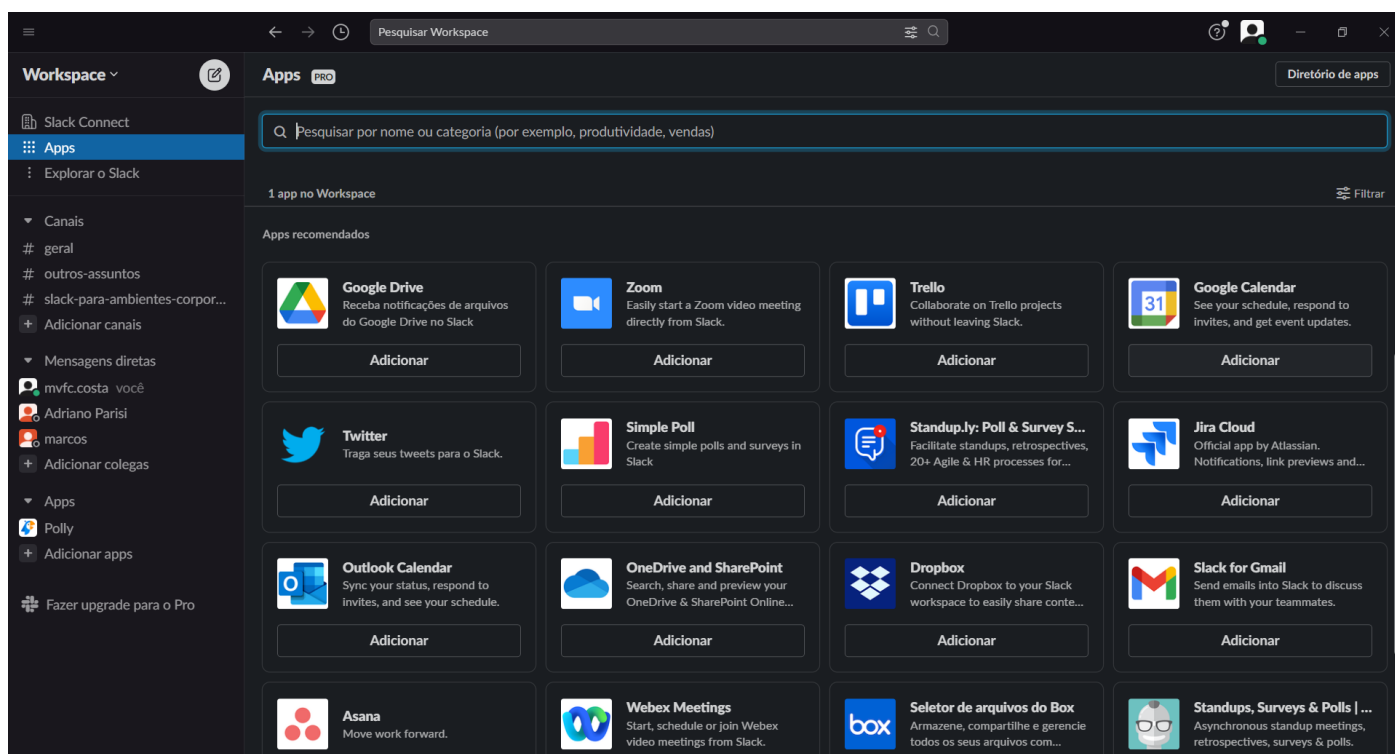 Pesquisar Workspace
Workspace
Apps PRO
Diretório de apps
Slack Connect
Apps
Explorar o Slack
Canais
# geral
# outros-assuntos
# slack-para-ambientes-corpor...
+ Adicionar canais
Mensagens diretas
mvfc.costa você
Adriano Parisi
marcos
+ Adicionar colegas
Apps
Polly
+ Adicionar apps
Fazer upgrade para o Pro
Pesquisar por nome ou categoria (por exemplo, produtividade, vendas)
1 app no Workspace
Filtrar
Apps recomendados
Google Drive
Receba notificações de arquivos
do Google Drive no Slack
Adicionar
Zoom
Easily start a Zoom video meeting
directly from Slack.
Adicionar
Trello
Collaborate on Trello projects
without leaving Slack.
Adicionar
31
Google Calendar
See your schedule, respond to
invites, and get event updates.
Adicionar
Twitter
Traga seus tweets para o Slack.
Adicionar
Simple Poll
Create simple polls and surveys in
Slack
Adicionar
Standup.ly: Poll & Survey S...
Facilitate standups, retrospectives,
20+ Agile & HR processes for...
Adicionar
Jira Cloud
Official app by Atlassian.
Notifications, link previews and...
Adicionar
Outlook Calendar
Sync your status, respond to
invites, and see your schedule.
Adicionar
OneDrive and SharePoint
Search, share and preview your
OneDrive & SharePoint Online...
Adicionar
Dropbox
Connect Dropbox to your Slack
workspace to easily share conte...
Adicionar
Slack for Gmail
Send emails into Slack to discuss
them with your teammates.
Adicionar
Asana
Move work forward.
Webex Meetings
Start, schedule or join Webex
video meetings from Slack.
box
Seletor de arquivos do Box
Armazene, compartilhe e gerencie
todos os seus arquivos com...
Standups, Surveys & Polls | ...
Asynchronous standup meetings,
retrospectives, surveys & polls.